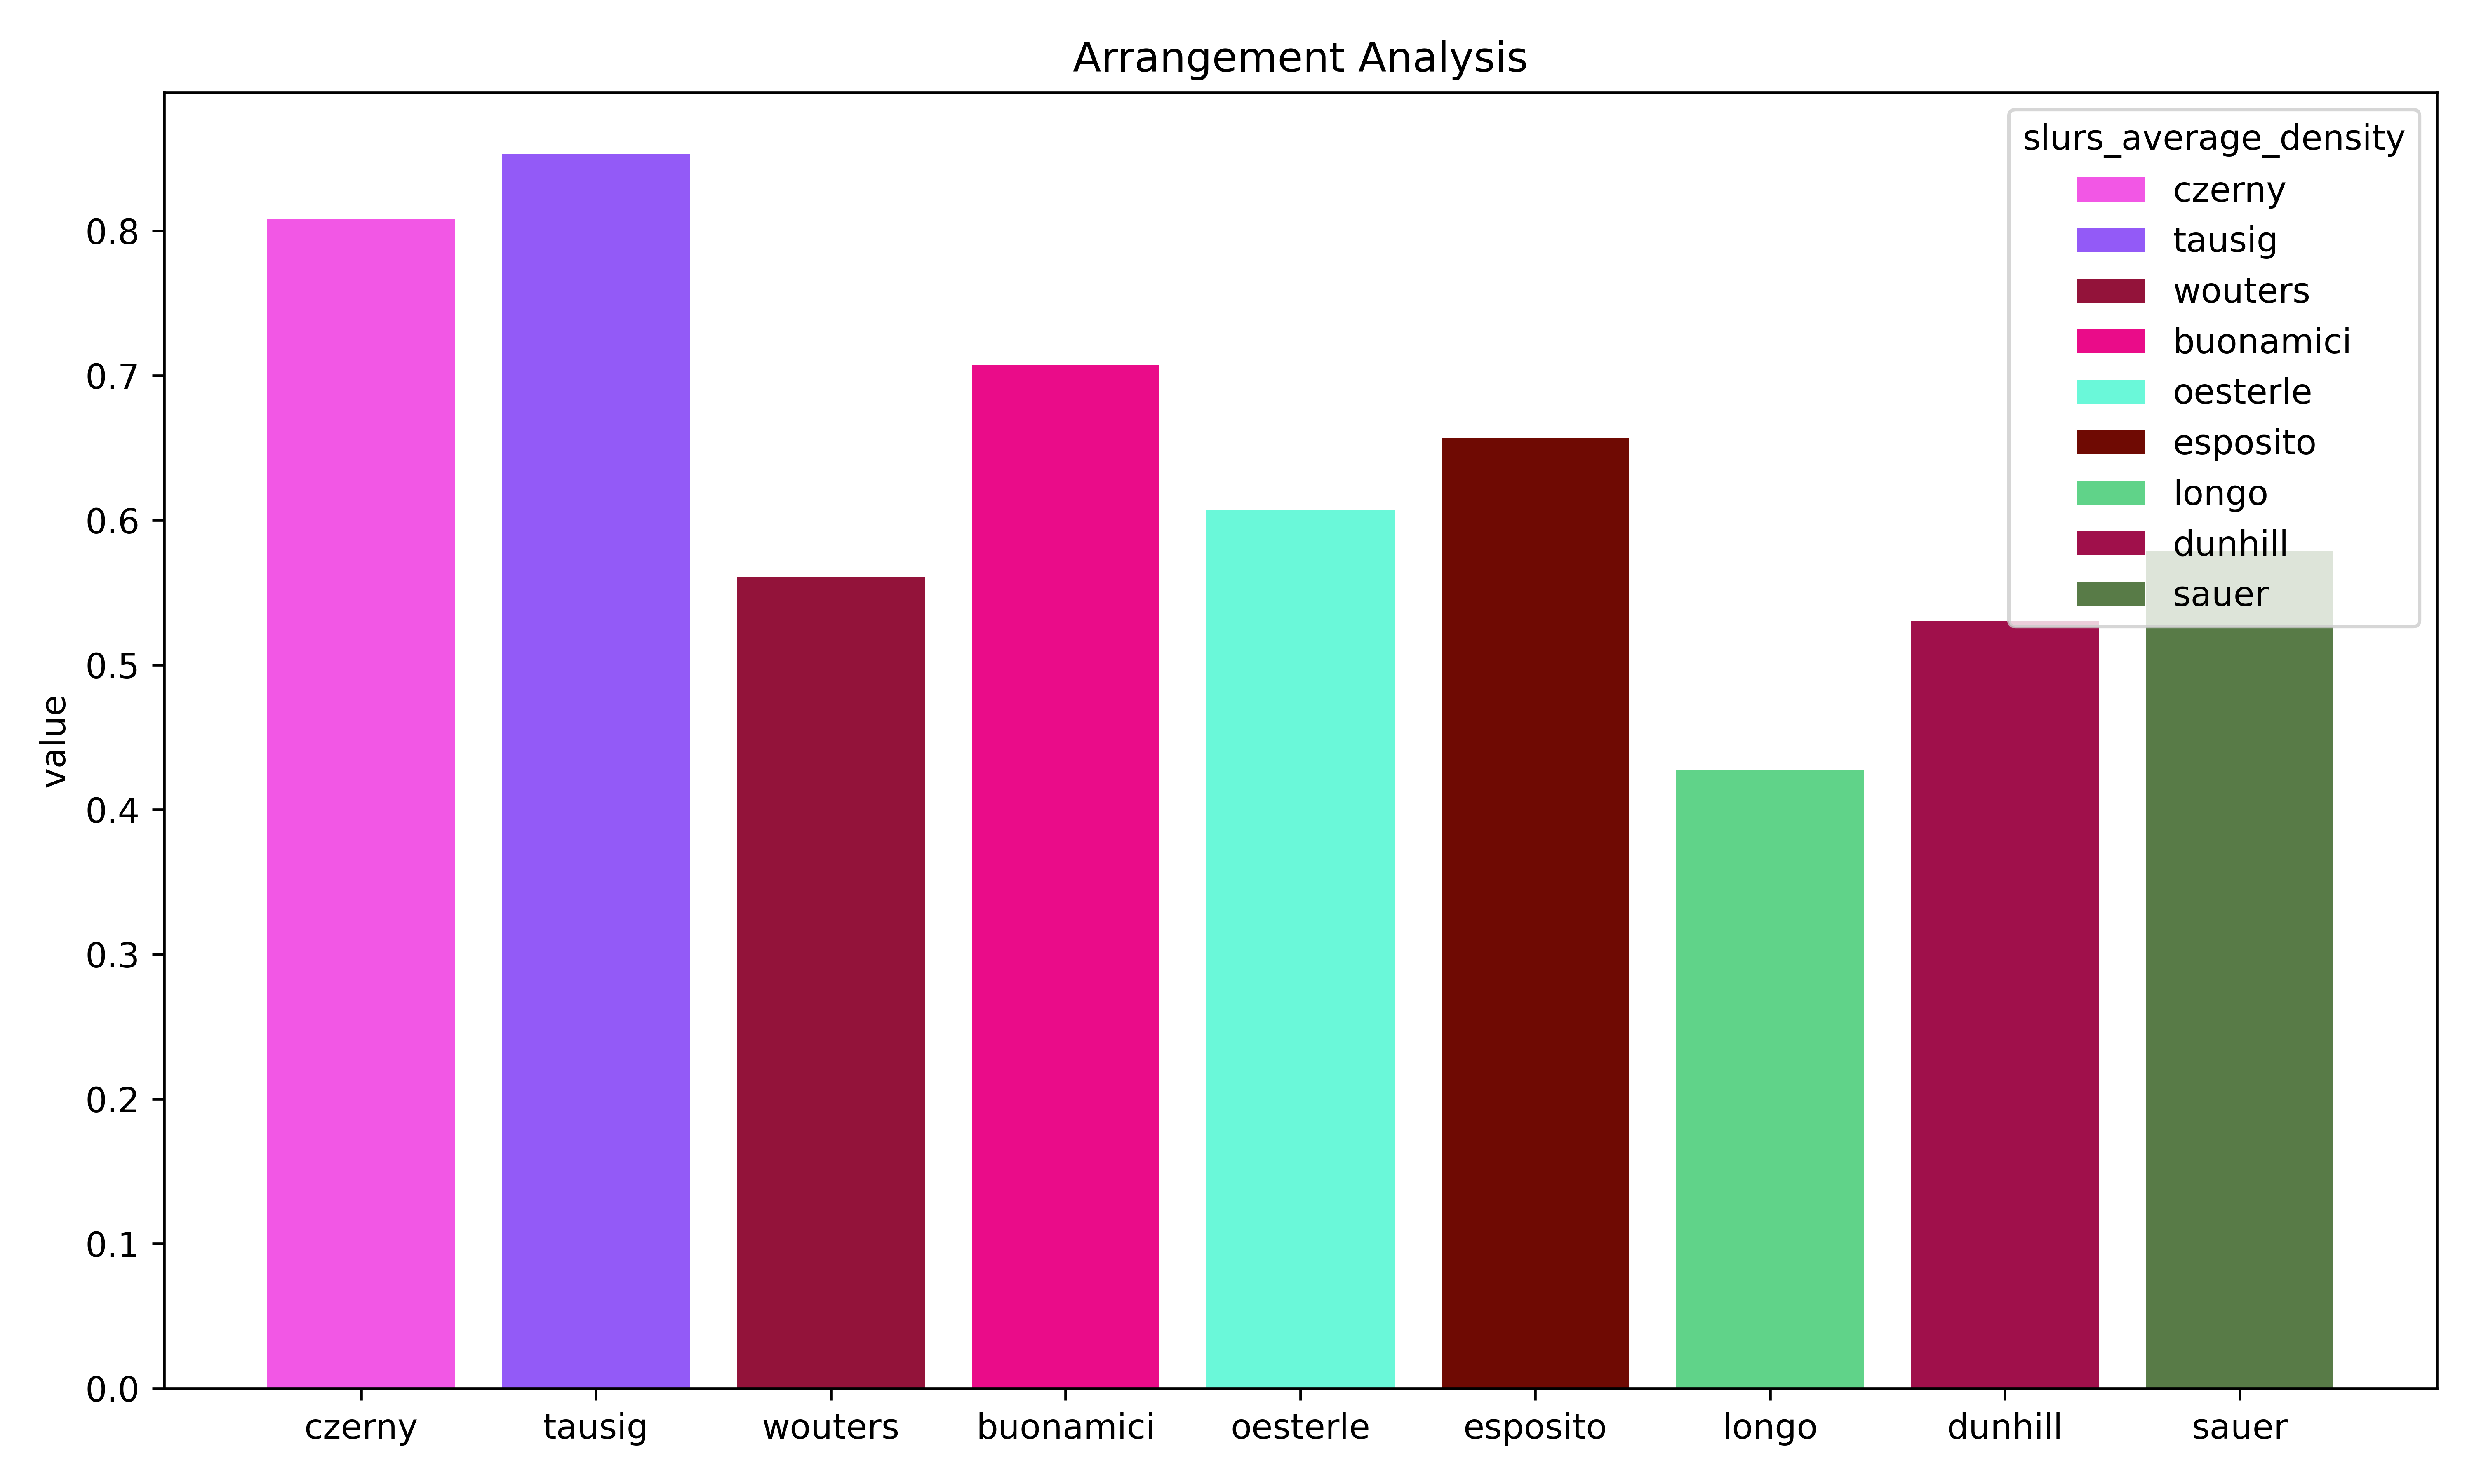 Arrangement Analysis
slurs_average_density
czerny
tausig
wouters
buonamici
oesterle
esposito
longo
dunhill
sauer
value
0.8
0.7
0.6
0.5
0.4
0.3
0.2
0.1
0.0
czerny tausig wouters buonamici oesterle esposito longo dunhill sauer